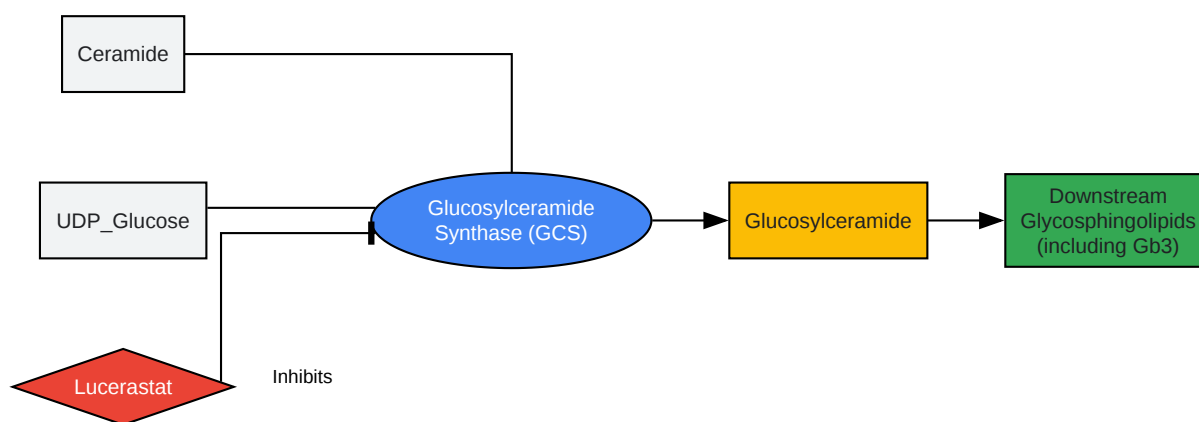 Ceramide
UDP_Glucose
Glucosylceramide
Synthase (GCS)
Glucosylceramide
Downstream
Glycosphingolipids
(including Gb3)
Lucerastat
Inhibits